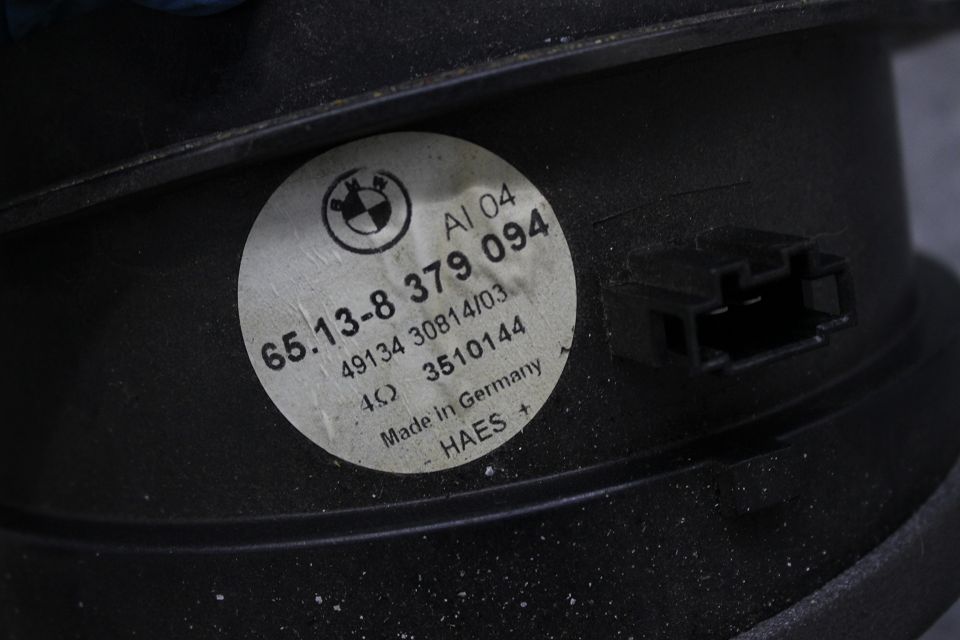 BMW
AI 04
65.13-8 379 094
49134 30814/03
3510144
4Ω
Made in Germany
- HAES +